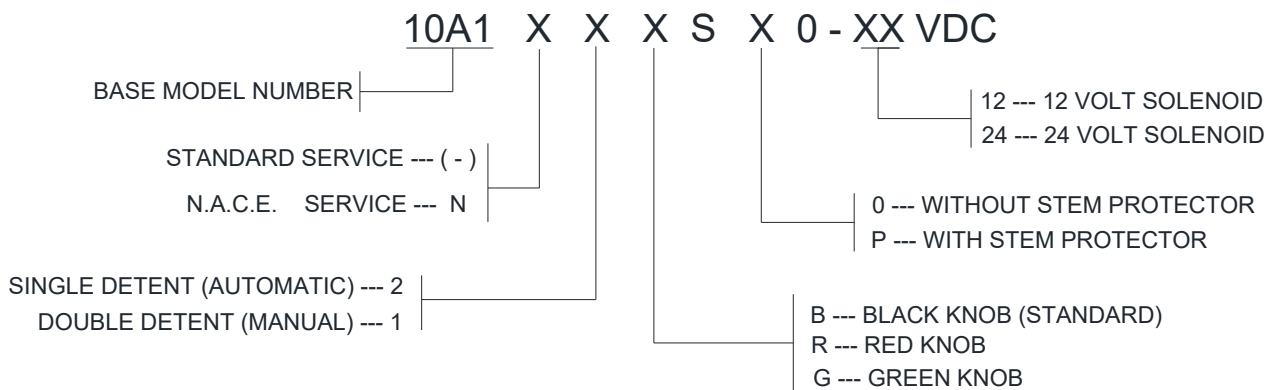 10A1 X X X S X 0 - XX VDC
BASE MODEL NUMBER
12 --- 12 VOLT SOLENOID
24 --- 24 VOLT SOLENOID
STANDARD SERVICE --- ( - )
N.A.C.E. SERVICE --- N
0 --- WITHOUT STEM PROTECTOR
P --- WITH STEM PROTECTOR
SINGLE DETENT (AUTOMATIC) --- 2
DOUBLE DETENT (MANUAL) --- 1
B --- BLACK KNOB (STANDARD)
R --- RED KNOB
G --- GREEN KNOB